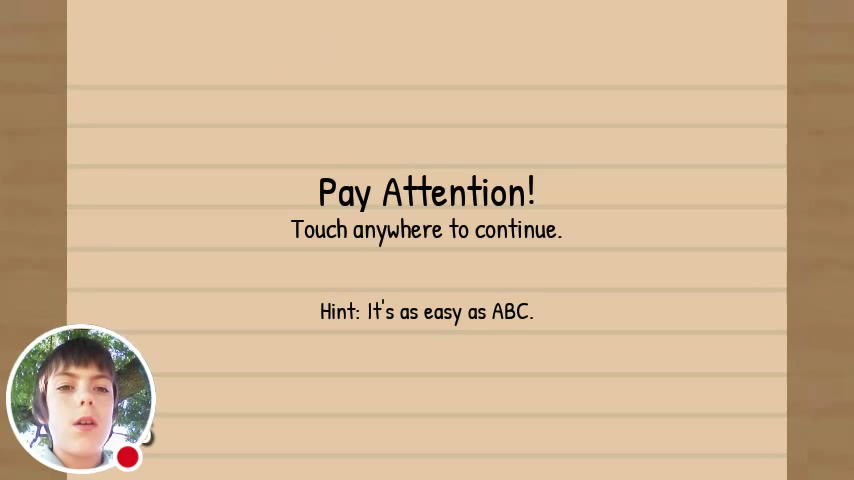 Pay Attention!
Touch anywhere to continue.
Hint: It's as easy as ABC.